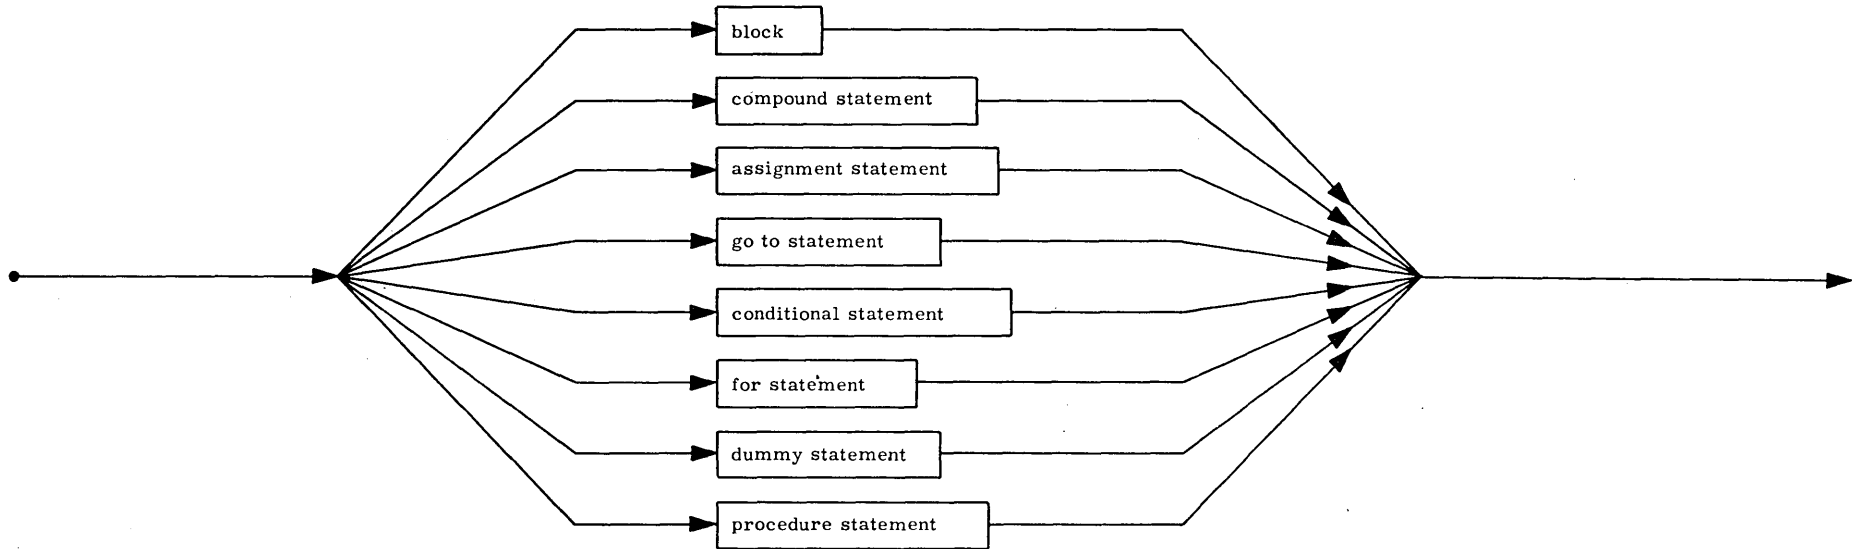 block
compound statement
assignment statement
go to statement
conditional statement
for statement
dummy statement
procedure statement